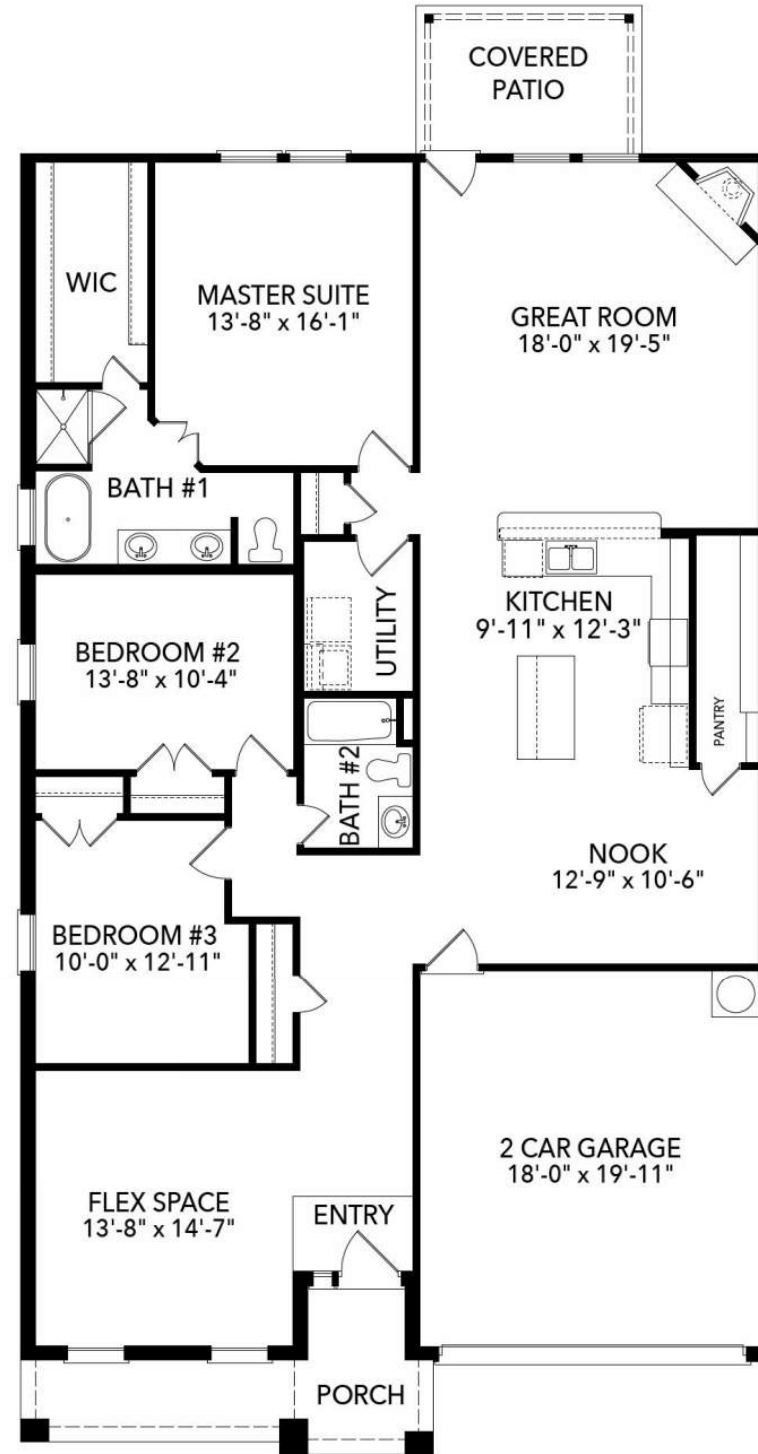 COVERED
PATIO
WIC
MASTER SUITE
13'-8" x 16'-1"
GREAT ROOM
18'-0" x 19'-5"
BATH #1
KITCHEN
9'-11" x 12'-3"
UTILITY
BEDROOM #2
13'-8" x 10'-4"
PANTRY
BATH #2
NOOK
12'-9" x 10'-6"
BEDROOM #3
10'-0" x 12'-11"
2 CAR GARAGE
18'-0" x 19'-11"
FLEX SPACE
13'-8" x 14'-7"
ENTRY
PORCH